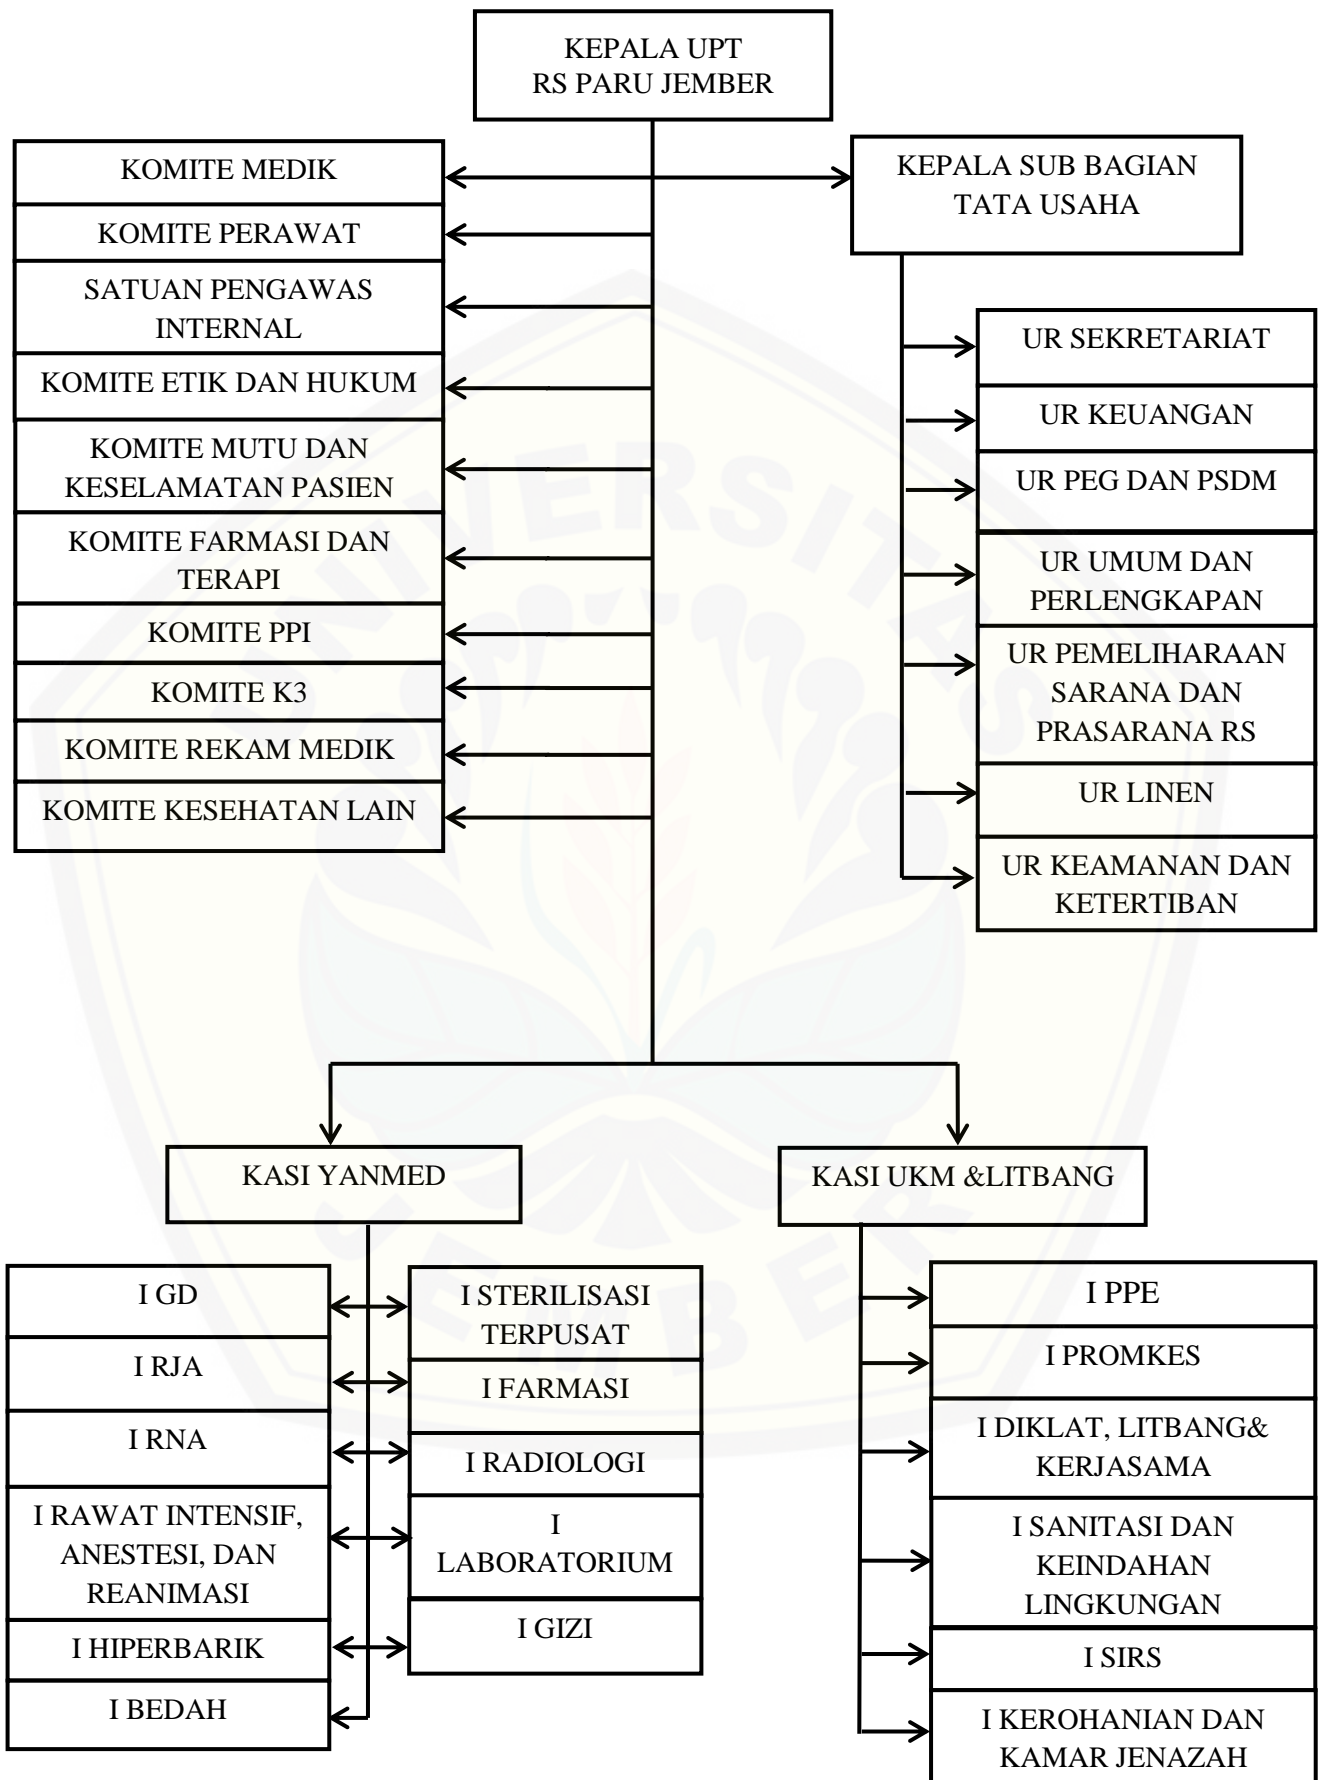 KEPALA UPT
RS PARU JEMBER
KOMITE MEDIK
KOMITE PERAWAT
SATUAN PENGAWAS
INTERNAL
KOMITE ETIK DAN HUKUM
KOMITE MUTU DAN
KESELAMATAN PASIEN
KOMITE FARMASI DAN
TERAPI
KOMITE PPI
KOMITE K3
KOMITE REKAM MEDIK
KOMITE KESEHATAN LAIN
KEPALA SUB BAGIAN
TATA USAHA
UR SEKRETARIAT
UR KEUANGAN
UR PEG DAN PSDM
UR UMUM DAN
PERLENGKAPAN
UR PEMELIHARAAN
SARANA DAN
PRASARANA RS
UR LINEN
UR KEAMANAN DAN
KETERTIBAN
KASI YANMED
I GD
I RJA
I RNA
I RAWAT INTENSIF,
ANESTESI, DAN
REANIMASI
I HIPERBARIK
I BEDAH
I STERILISASI
TERPUSAT
I FARMASI
I RADIOLOGI
I
LABORATORIUM
I GIZI
KASI UKM &LITBANG
I PPE
I PROMKES
I DIKLAT, LITBANG&
KERJASAMA
I SANITASI DAN
KEINDAHAN
LINGKUNGAN
I SIRS
I KEROHANIAN DAN
KAMAR JENAZAH
UNIVERSITAS
JEMBER